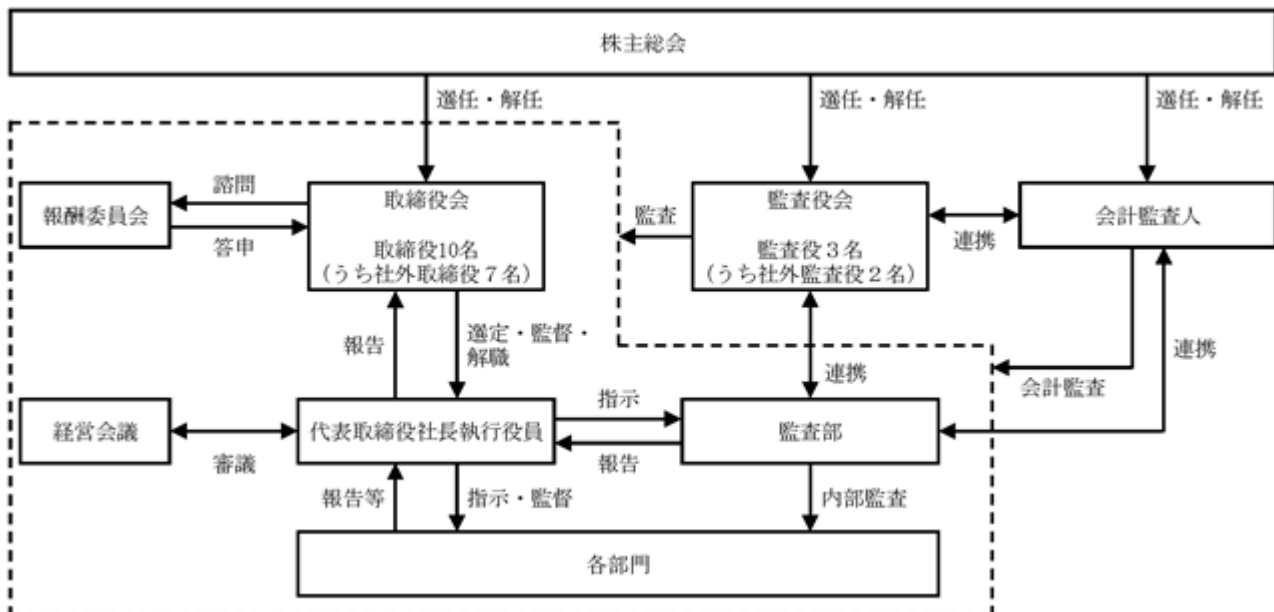 株主総会
選任・解任
選任・解任
選任・解任
報酬委員会
諮問
答申
取締役会
取締役10名
（うち社外取締役７名）
監査
監査役会
監査役３名
（うち社外監査役２名）
連携
会計監査人
報告
選定・監督・
解職
連携
会計監査
連携
経営会議
審議
代表取締役社長執行役員
指示
報告
監査部
報告等
指示・監督
内部監査
各部門